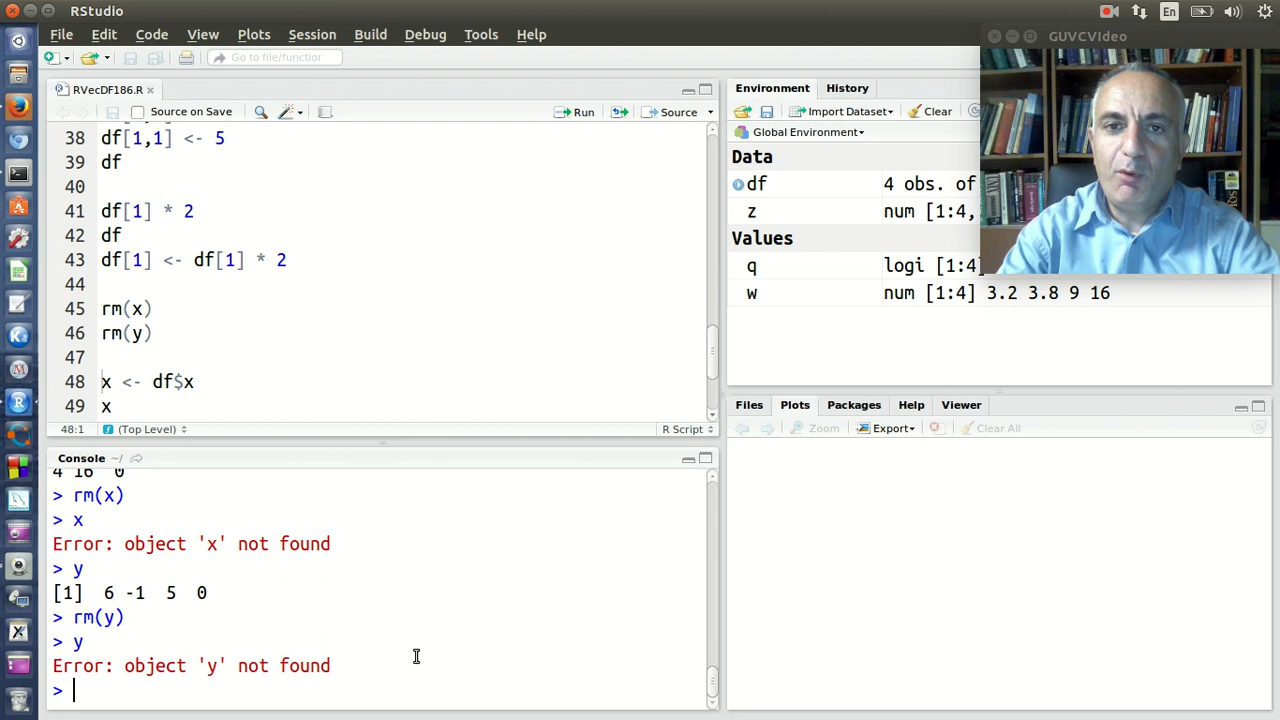 RStudio
En
File Edit Code View Plots Session Build Debug Tools Help
GUVCVIdeo
Go to file/functior
RVecDF186.R
Source on Save
Run
Source
38 df[1,1] <- 5
39 df
40
41 df[1] * 2
42 df
43 df[1] <- df[1] * 2
44
45 rm(x)
46 rm(y)
47
48 x <- df$x
49 x
48:1 (Top Level)
R Script
Environment History
Import Dataset
Clear
Global Environment
Data
df 4 obs. of
z num [1:4,
Values
q logi [1:4]
w num [1:4] 3.2 3.8 9 16
Files Plots Packages Help Viewer
Zoom
Export
Clear All
Console ~/
4 16 0
> rm(x)
> x
Error: object 'x' not found
> y
[1] 6 -1 5 0
> rm(y)
> y
Error: object 'y' not found
>